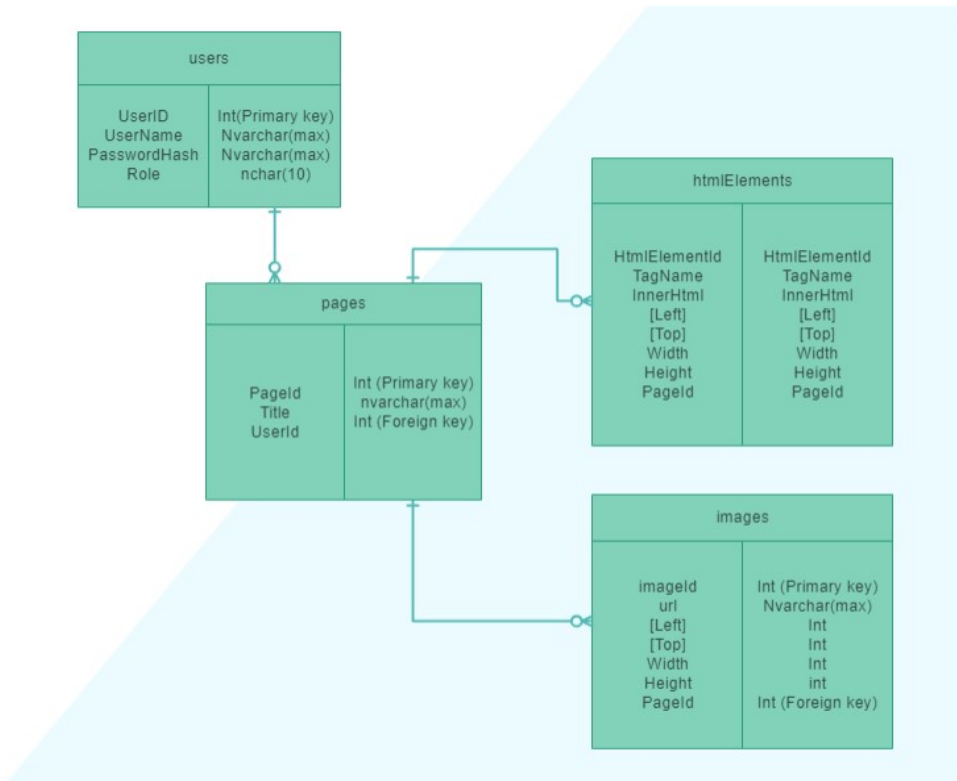 users
UserID Int(Primary key)
UserName Nvarchar(max)
PasswordHash Nvarchar(max)
Role nchar(10)
htmlElements
HtmlElementId HtmlElementId
TagName TagName
InnerHtml InnerHtml
[Left] [Left]
[Top] [Top]
Width Width
Height Height
PageId PageId
pages
PageId Int (Primary key)
Title nvarchar(max)
UserId Int (Foreign key)
images
imageId Int (Primary key)
url Nvarchar(max)
[Left] Int
[Top] Int
Width Int
Height int
PageId Int (Foreign key)